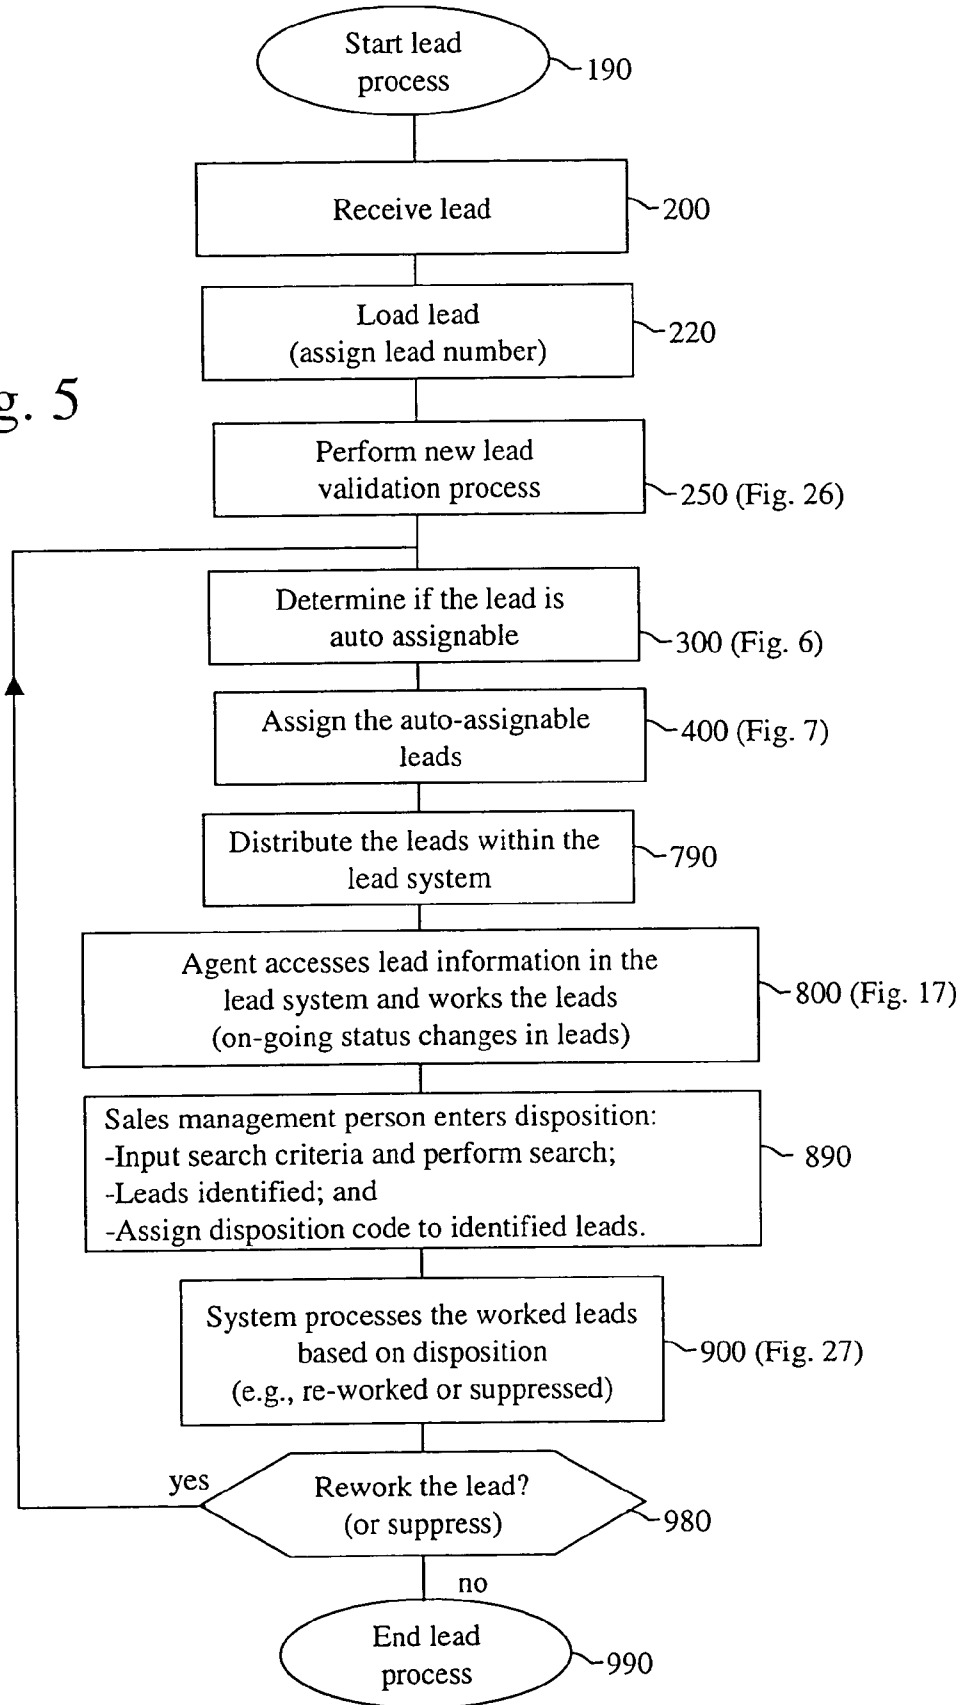 Start lead
process
190
Receive lead
200
Load lead
(assign lead number)
220
g. 5
Perform new lead
validation process
250 (Fig. 26)
Determine if the lead is
auto assignable
300 (Fig. 6)
Assign the auto-assignable
leads
400 (Fig. 7)
Distribute the leads within the
lead system
790
Agent accesses lead information in the
lead system and works the leads
(on-going status changes in leads)
800 (Fig. 17)
Sales management person enters disposition:
-Input search criteria and perform search;
-Leads identified; and
-Assign disposition code to identified leads.
890
System processes the worked leads
based on disposition
(e.g., re-worked or suppressed)
900 (Fig. 27)
yes
Rework the lead?
(or suppress)
980
no
End lead
process
990